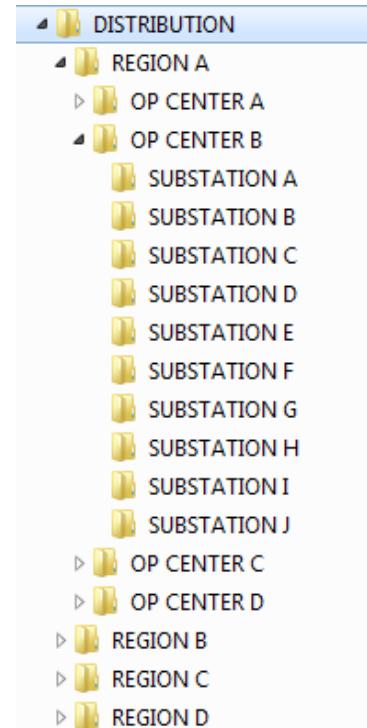 DISTRIBUTION
REGION A
OP CENTER A
OP CENTER B
SUBSTATION A
SUBSTATION B
SUBSTATION C
SUBSTATION D
SUBSTATION E
SUBSTATION F
SUBSTATION G
SUBSTATION H
SUBSTATION I
SUBSTATION J
OP CENTER C
OP CENTER D
REGION B
REGION C
REGION D